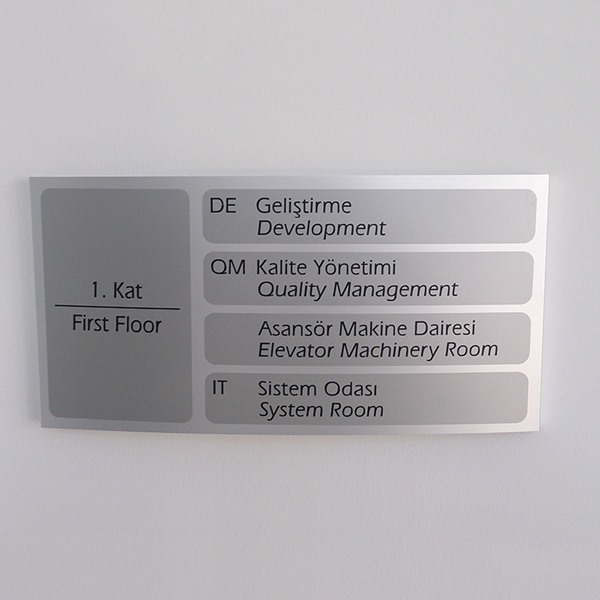 1. Kat
First Floor
DE Geliştirme
Development
QM Kalite Yönetimi
Quality Management
Asansör Makine Dairesi
Elevator Machinery Room
IT Sistem Odası
System Room